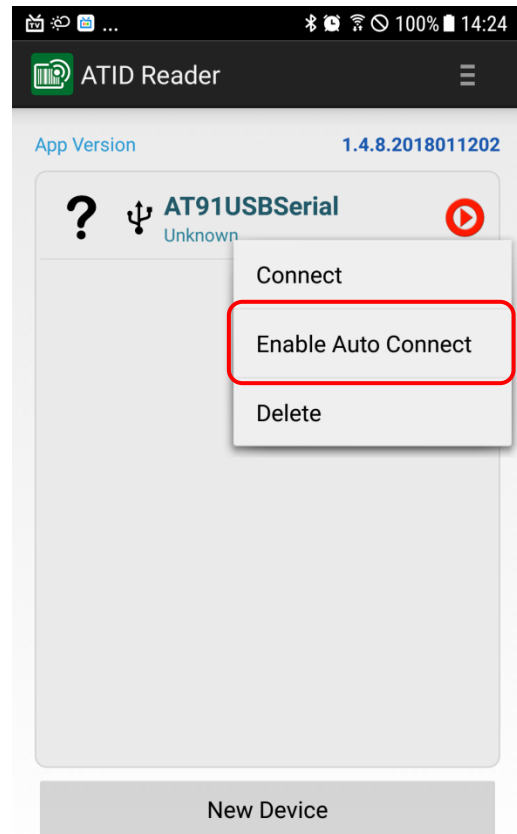 ... 100% 14:24
ATID Reader
App Version 1.4.8.2018011202
AT91USBSerial
Unknown
Connect
Enable Auto Connect
Delete
New Device